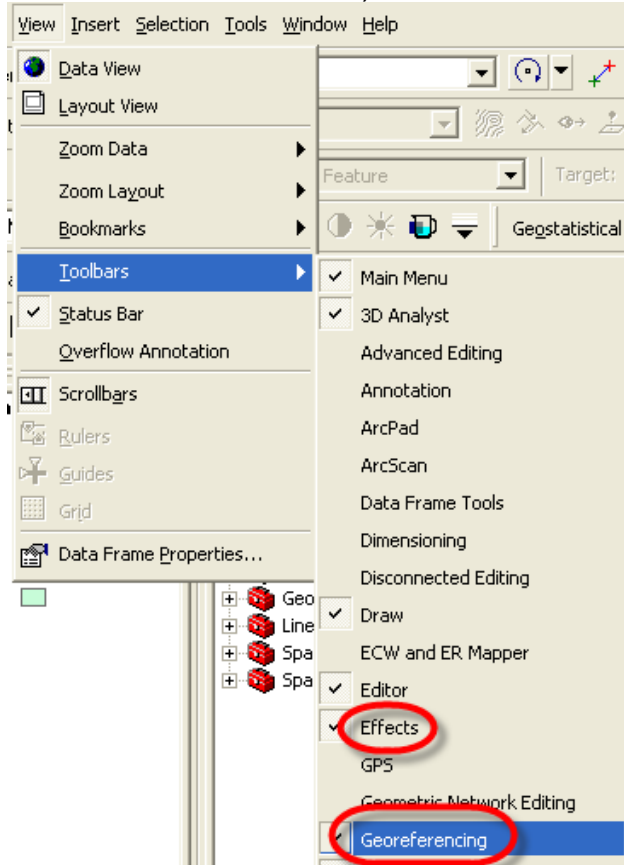 View Insert Selection Tools Window Help
Data View
Layout View
Zoom Data
Zoom Layout
Feature
Target:
Bookmarks
Geostatistical
Toolbars
Main Menu
Status Bar
3D Analyst
Overflow Annotation
Advanced Editing
Scrollbars
Annotation
Rulers
ArcPad
Guides
ArcScan
Grid
Data Frame Tools
Data Frame Properties...
Dimensioning
Disconnected Editing
Geo
Draw
Line
Spa
ECW and ER Mapper
Spa
Editor
Effects
GPS
Geometric Network Editing
Georeferencing